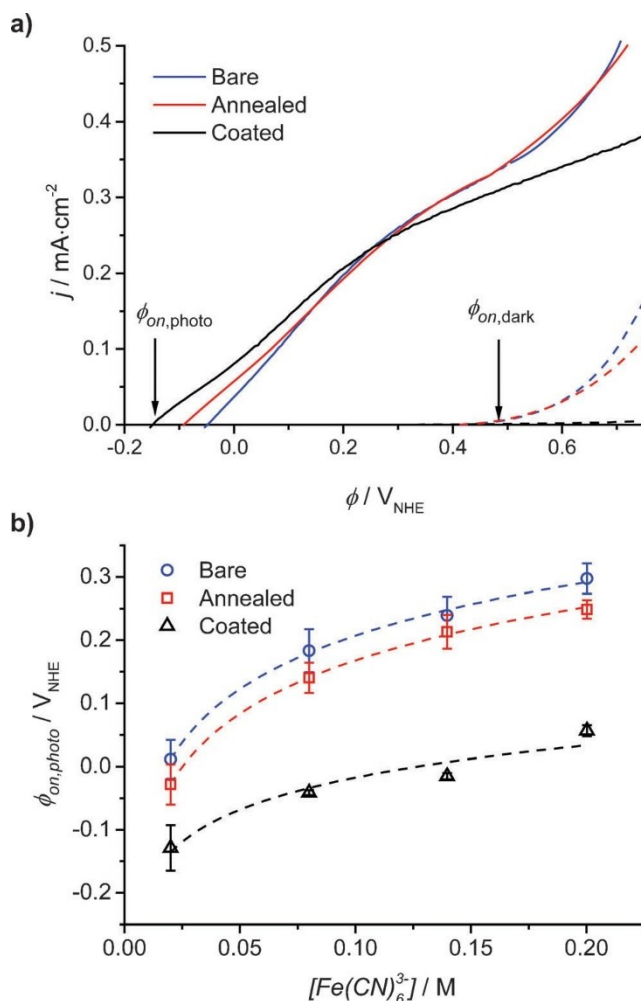 a)
0.5
0.4
0.3
0.2
0.1
0.0
j / mA·cm⁻²
Bare
Annealed
Coated
ϕon,photo
ϕon,dark
-0.2 0.0 0.2 0.4 0.6
ϕ / VNHE
b)
0.3
0.2
0.1
0.0
-0.1
-0.2
ϕon,photo / VNHE
Bare
Annealed
Coated
0.00 0.05 0.10 0.15 0.20
[Fe(CN)₆³⁻] / M